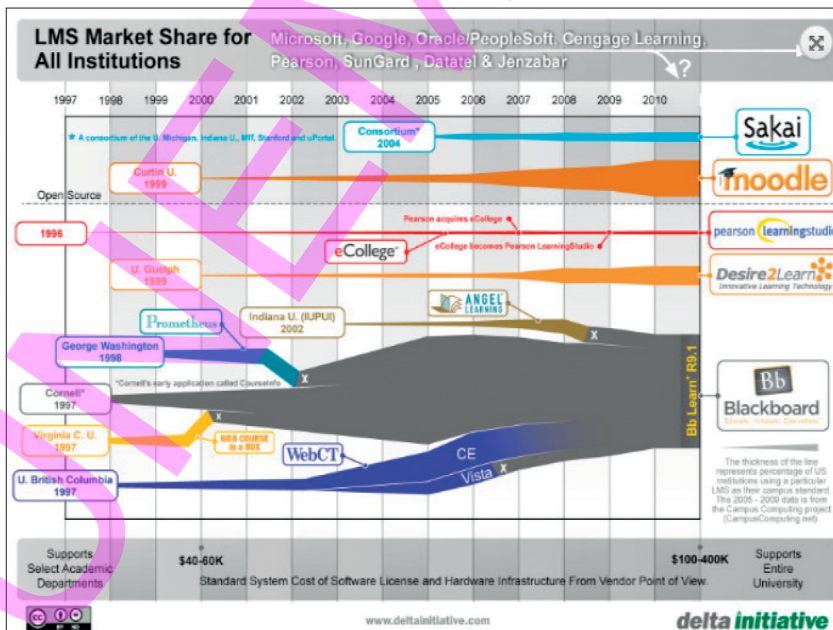 LMS Market Share for
All Institutions
Microsoft, Google, Oracle/PeopleSoft, Cengage Learning,
Pearson, SunGard , Datatel & Jenzabar
?
1997 1998 1999 2000 2001 2002 2003 2004 2005 2006 2007 2008 2009 2010
* A consortium of the U. Michigan, Indiana U., MIT, Stanford and uPortal
Consortium*
2004
Sakai
Curtin U.
1999
moodle
Open Source
Pearson acquires eCollege
1996
eCollege
eCollege becomes Pearson LearningStudio
pearson learningstudio
U. Guelph
1999
Desire2Learn
Innovative Learning Technology
ANGEL
LEARNING
Prometheus
Indiana U. (IUPUI)
2002
X
George Washington
1998
X
*Cornell's early application called CourseInfo
Cornell*
1997
X
Bb Learn+ R9.1
Bb
Blackboard
Virginia C. U.
1997
WEB COURSE
in a BOX
WebCT
CE
Vista
X
U. British Columbia
1997
The thickness of the line
represents percentage of US
institutions using a particular
LMS as their campus standard.
The 2005 - 2009 data is from
the Campus Computing project
(CampusComputing.net)
Supports
Select Academic
Departments
$40-60K
$100-400K
Supports
Entire
University
Standard System Cost of Software License and Hardware Infrastructure From Vendor Point of View.
cc
BY NC
www.deltainitiative.com
delta initiative